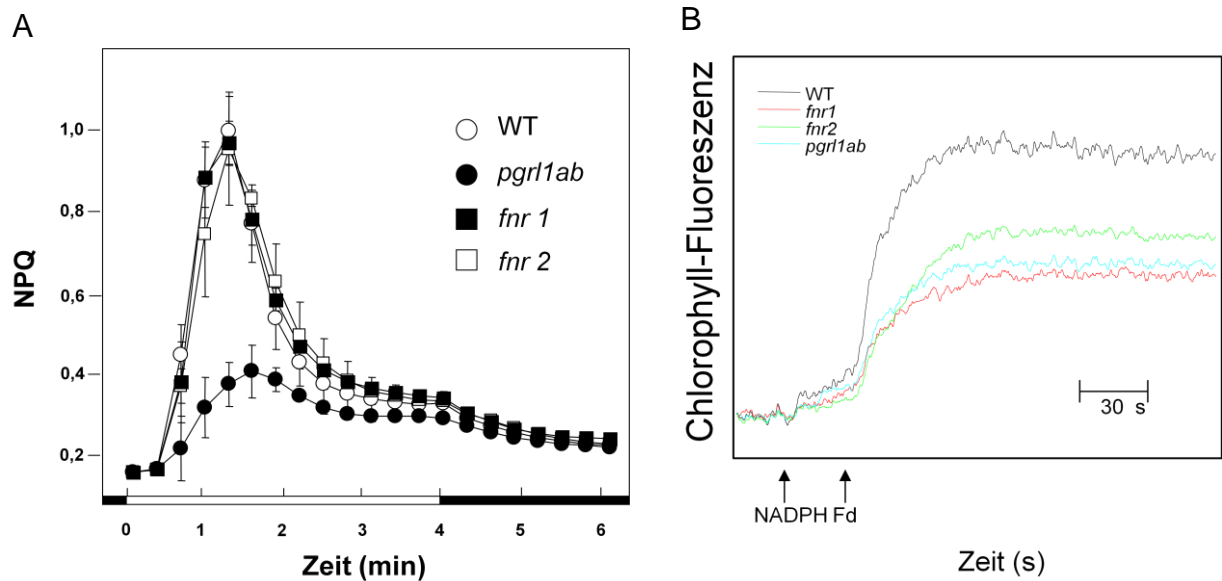 A
NPQ
1,0
0,8
0,6
0,4
0,2
WT
pgrl1ab
fnr 1
fnr 2
0 1 2 3 4 5 6
Zeit (min)
B
Chlorophyll-Fluoreszenz
WT
fnr1
fnr2
pgrl1ab
30 s
NADPH Fd
Zeit (s)